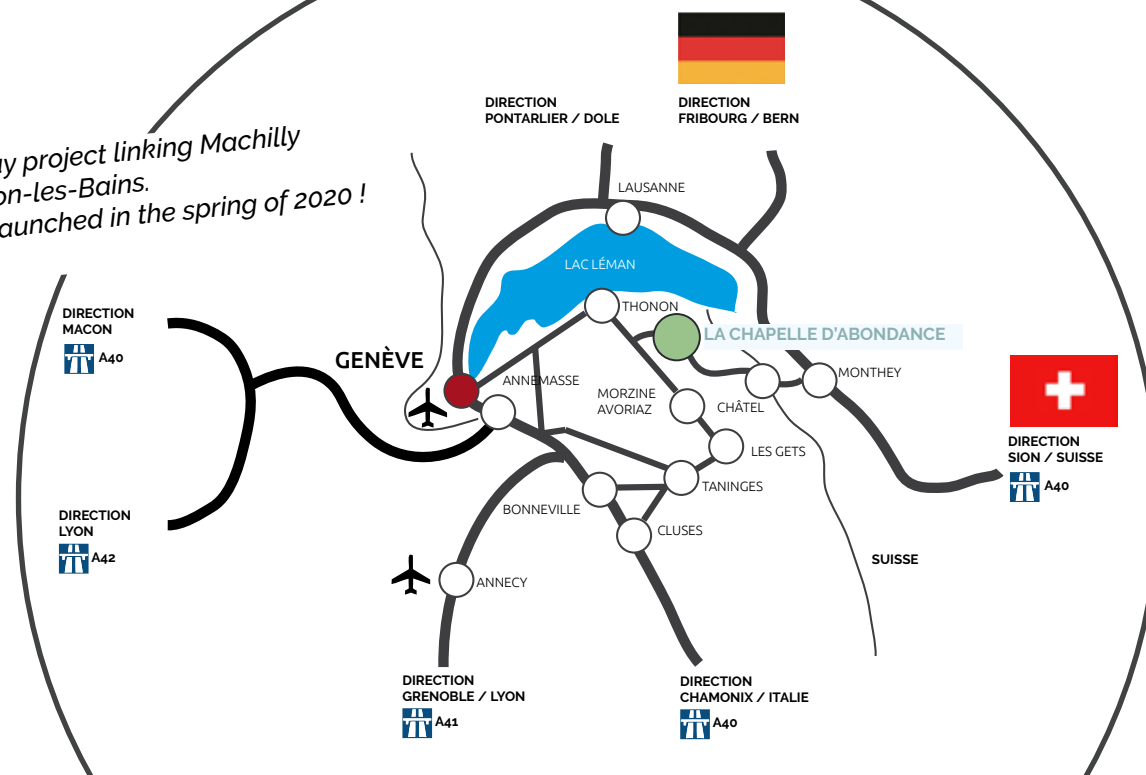 DIRECTION
PONTARLIER / DOLE
DIRECTION
FRIBOURG / BERN
project linking Machilly
on-les-Bains.
launched in the spring of 2020 !
LAUSANNE
LAC LÉMAN
THONON
LA CHAPELLE D'ABONDANCE
DIRECTION
MACON
A40
GENÈVE
ANNEMASSE
MORZINE
AVORIAZ
CHÂTEL
MONTHEY
LES GETS
DIRECTION
SION / SUISSE
A40
TANINGES
BONNEVILLE
CLUSES
DIRECTION
LYON
A42
SUISSE
ANNECY
DIRECTION
GRENOBLE / LYON
A41
DIRECTION
CHAMONIX / ITALIE
A40